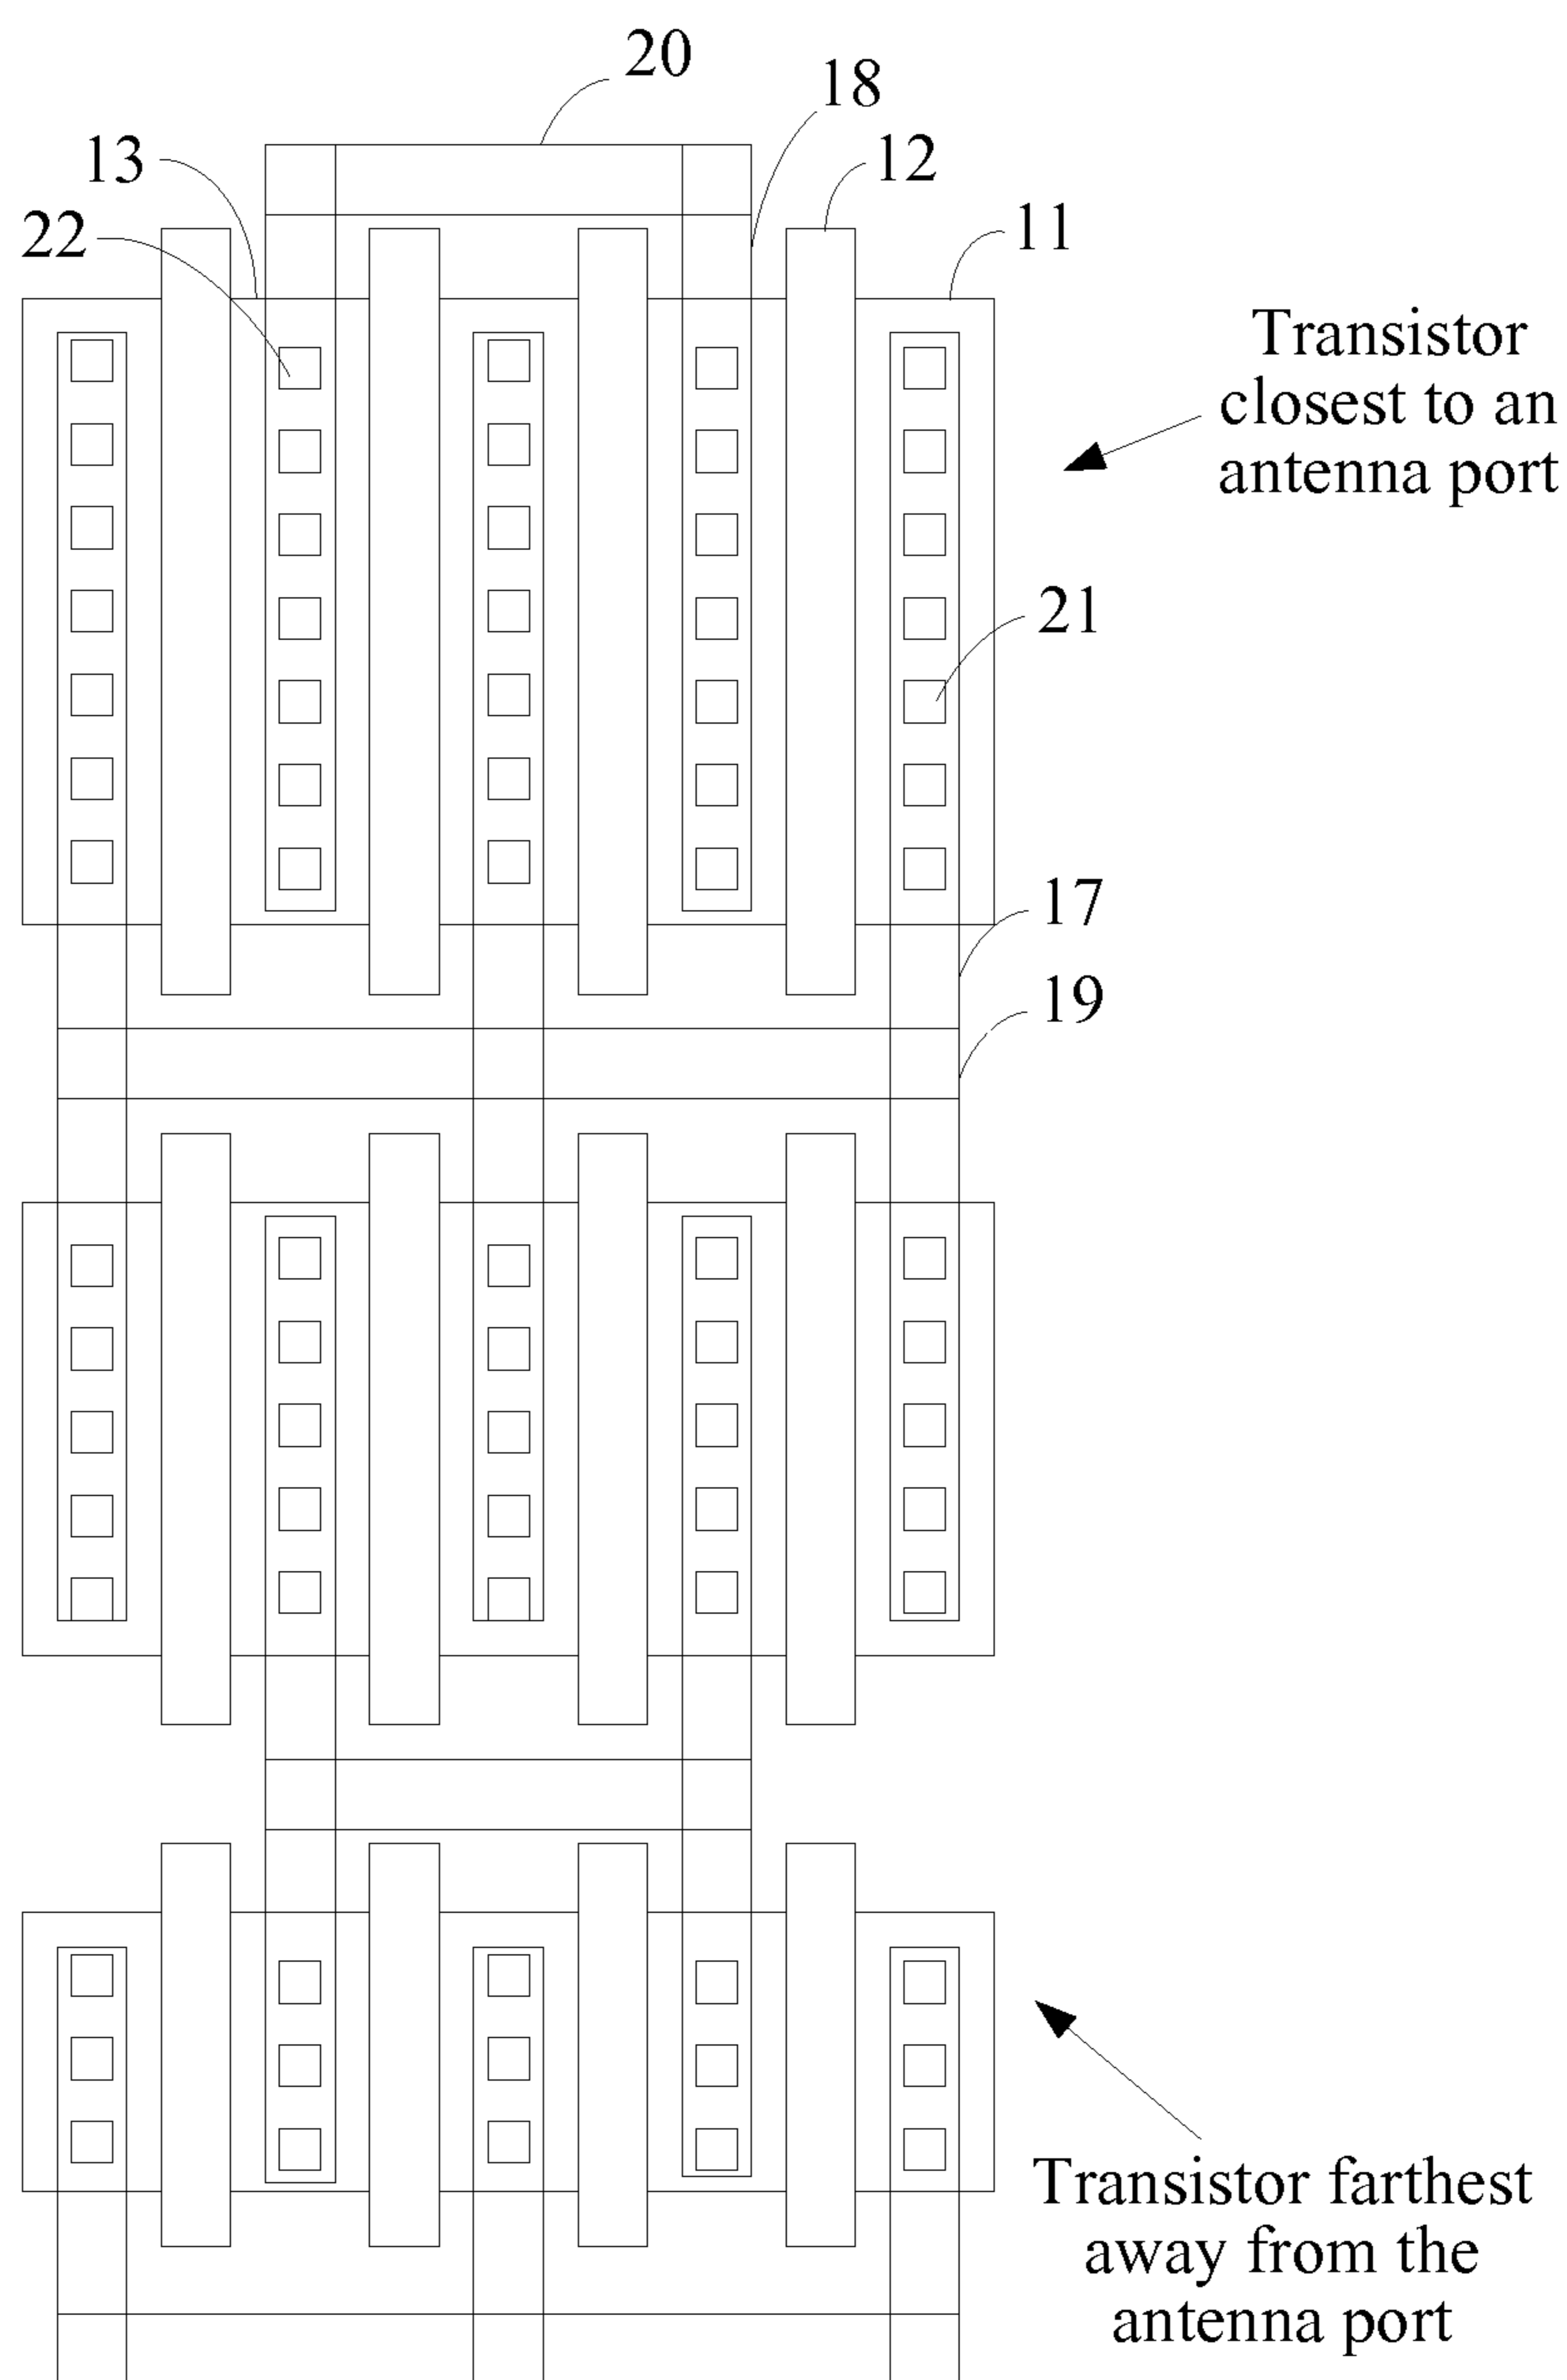 20
18
13
12
22
11
Transistor
closest to an
antenna port
21
17
19
Transistor farthest
away from the
antenna port